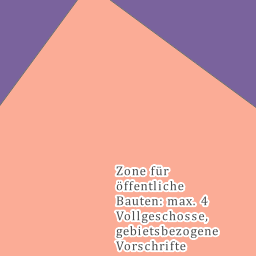 Zone für
öffentliche
Bauten: max. 4
Vollgeschosse,
gebietsbezogene
Vorschrifte